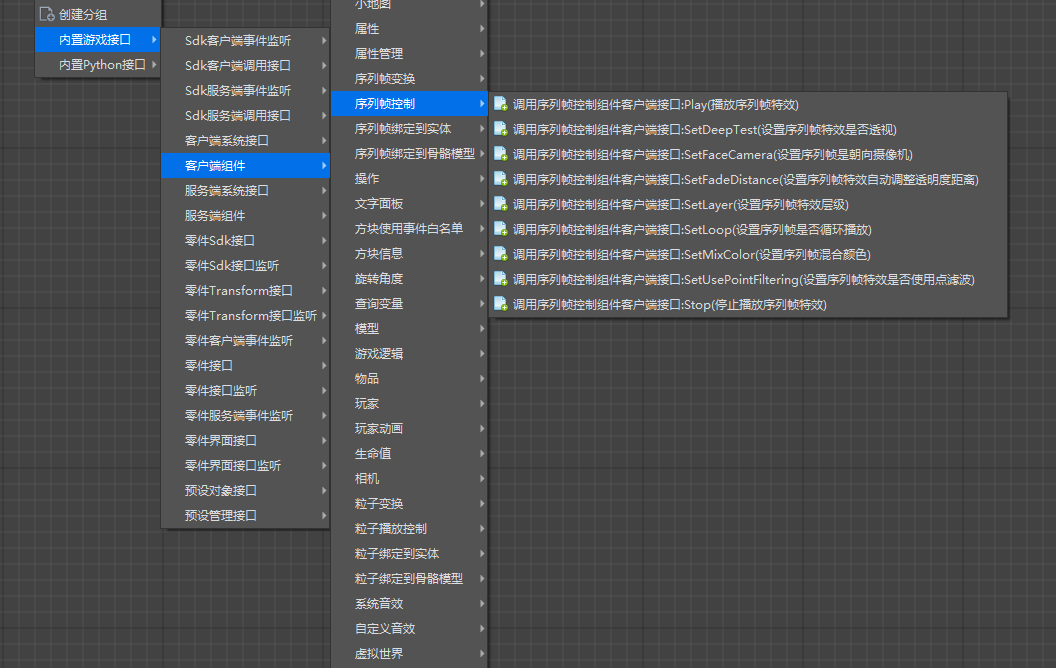 创建分组
内置游戏接口
内置Python接口
Sdk客户端事件监听
Sdk客户端调用接口
Sdk服务端事件监听
Sdk服务端调用接口
客户端系统接口
客户端组件
服务端系统接口
服务端组件
零件Sdk接口
零件Sdk接口监听
零件Transform接口
零件Transform接口监听
零件客户端事件监听
零件接口
零件接口监听
零件服务端事件监听
零件界面接口
零件界面接口监听
预设对象接口
预设管理接口
小地图
属性
属性管理
序列帧变换
序列帧控制
序列帧绑定到实体
序列帧绑定到骨骼模型
操作
文字面板
方块使用事件白名单
方块信息
旋转角度
查询变量
模型
游戏逻辑
物品
玩家
玩家动画
生命值
相机
粒子变换
粒子播放控制
粒子绑定到实体
粒子绑定到骨骼模型
系统音效
自定义音效
虚拟世界
调用序列帧控制组件客户端接口:Play(播放序列帧特效)
调用序列帧控制组件客户端接口:SetDeepTest(设置序列帧特效是否透视)
调用序列帧控制组件客户端接口:SetFaceCamera(设置序列帧是朝向摄像机)
调用序列帧控制组件客户端接口:SetFadeDistance(设置序列帧特效自动调整透明度距离)
调用序列帧控制组件客户端接口:SetLayer(设置序列帧特效层级)
调用序列帧控制组件客户端接口:SetLoop(设置序列帧是否循环播放)
调用序列帧控制组件客户端接口:SetMixColor(设置序列帧混合颜色)
调用序列帧控制组件客户端接口:SetUsePointFiltering(设置序列帧特效是否使用点滤波)
调用序列帧控制组件客户端接口:Stop(停止播放序列帧特效)